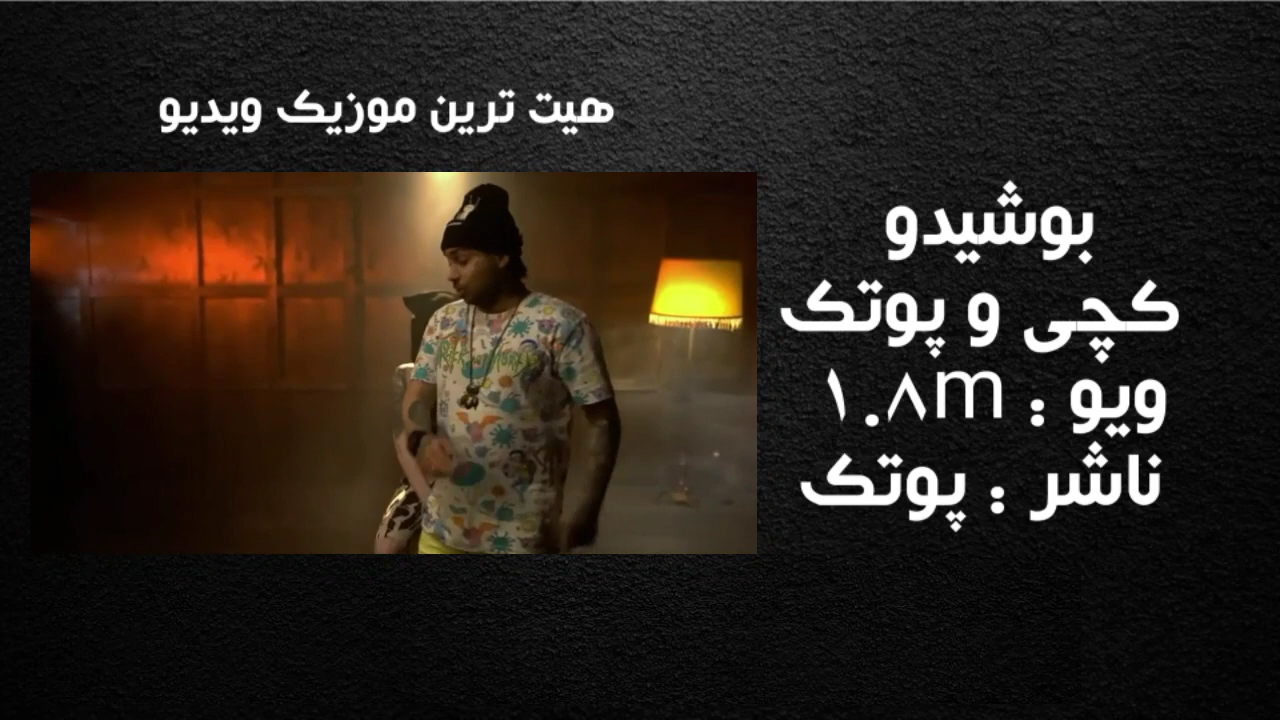 هیت ترین موزیک ویدیو
بوشیدو
کچی و پوتک
ویو : ۱.۸m
ناشر : پوتک